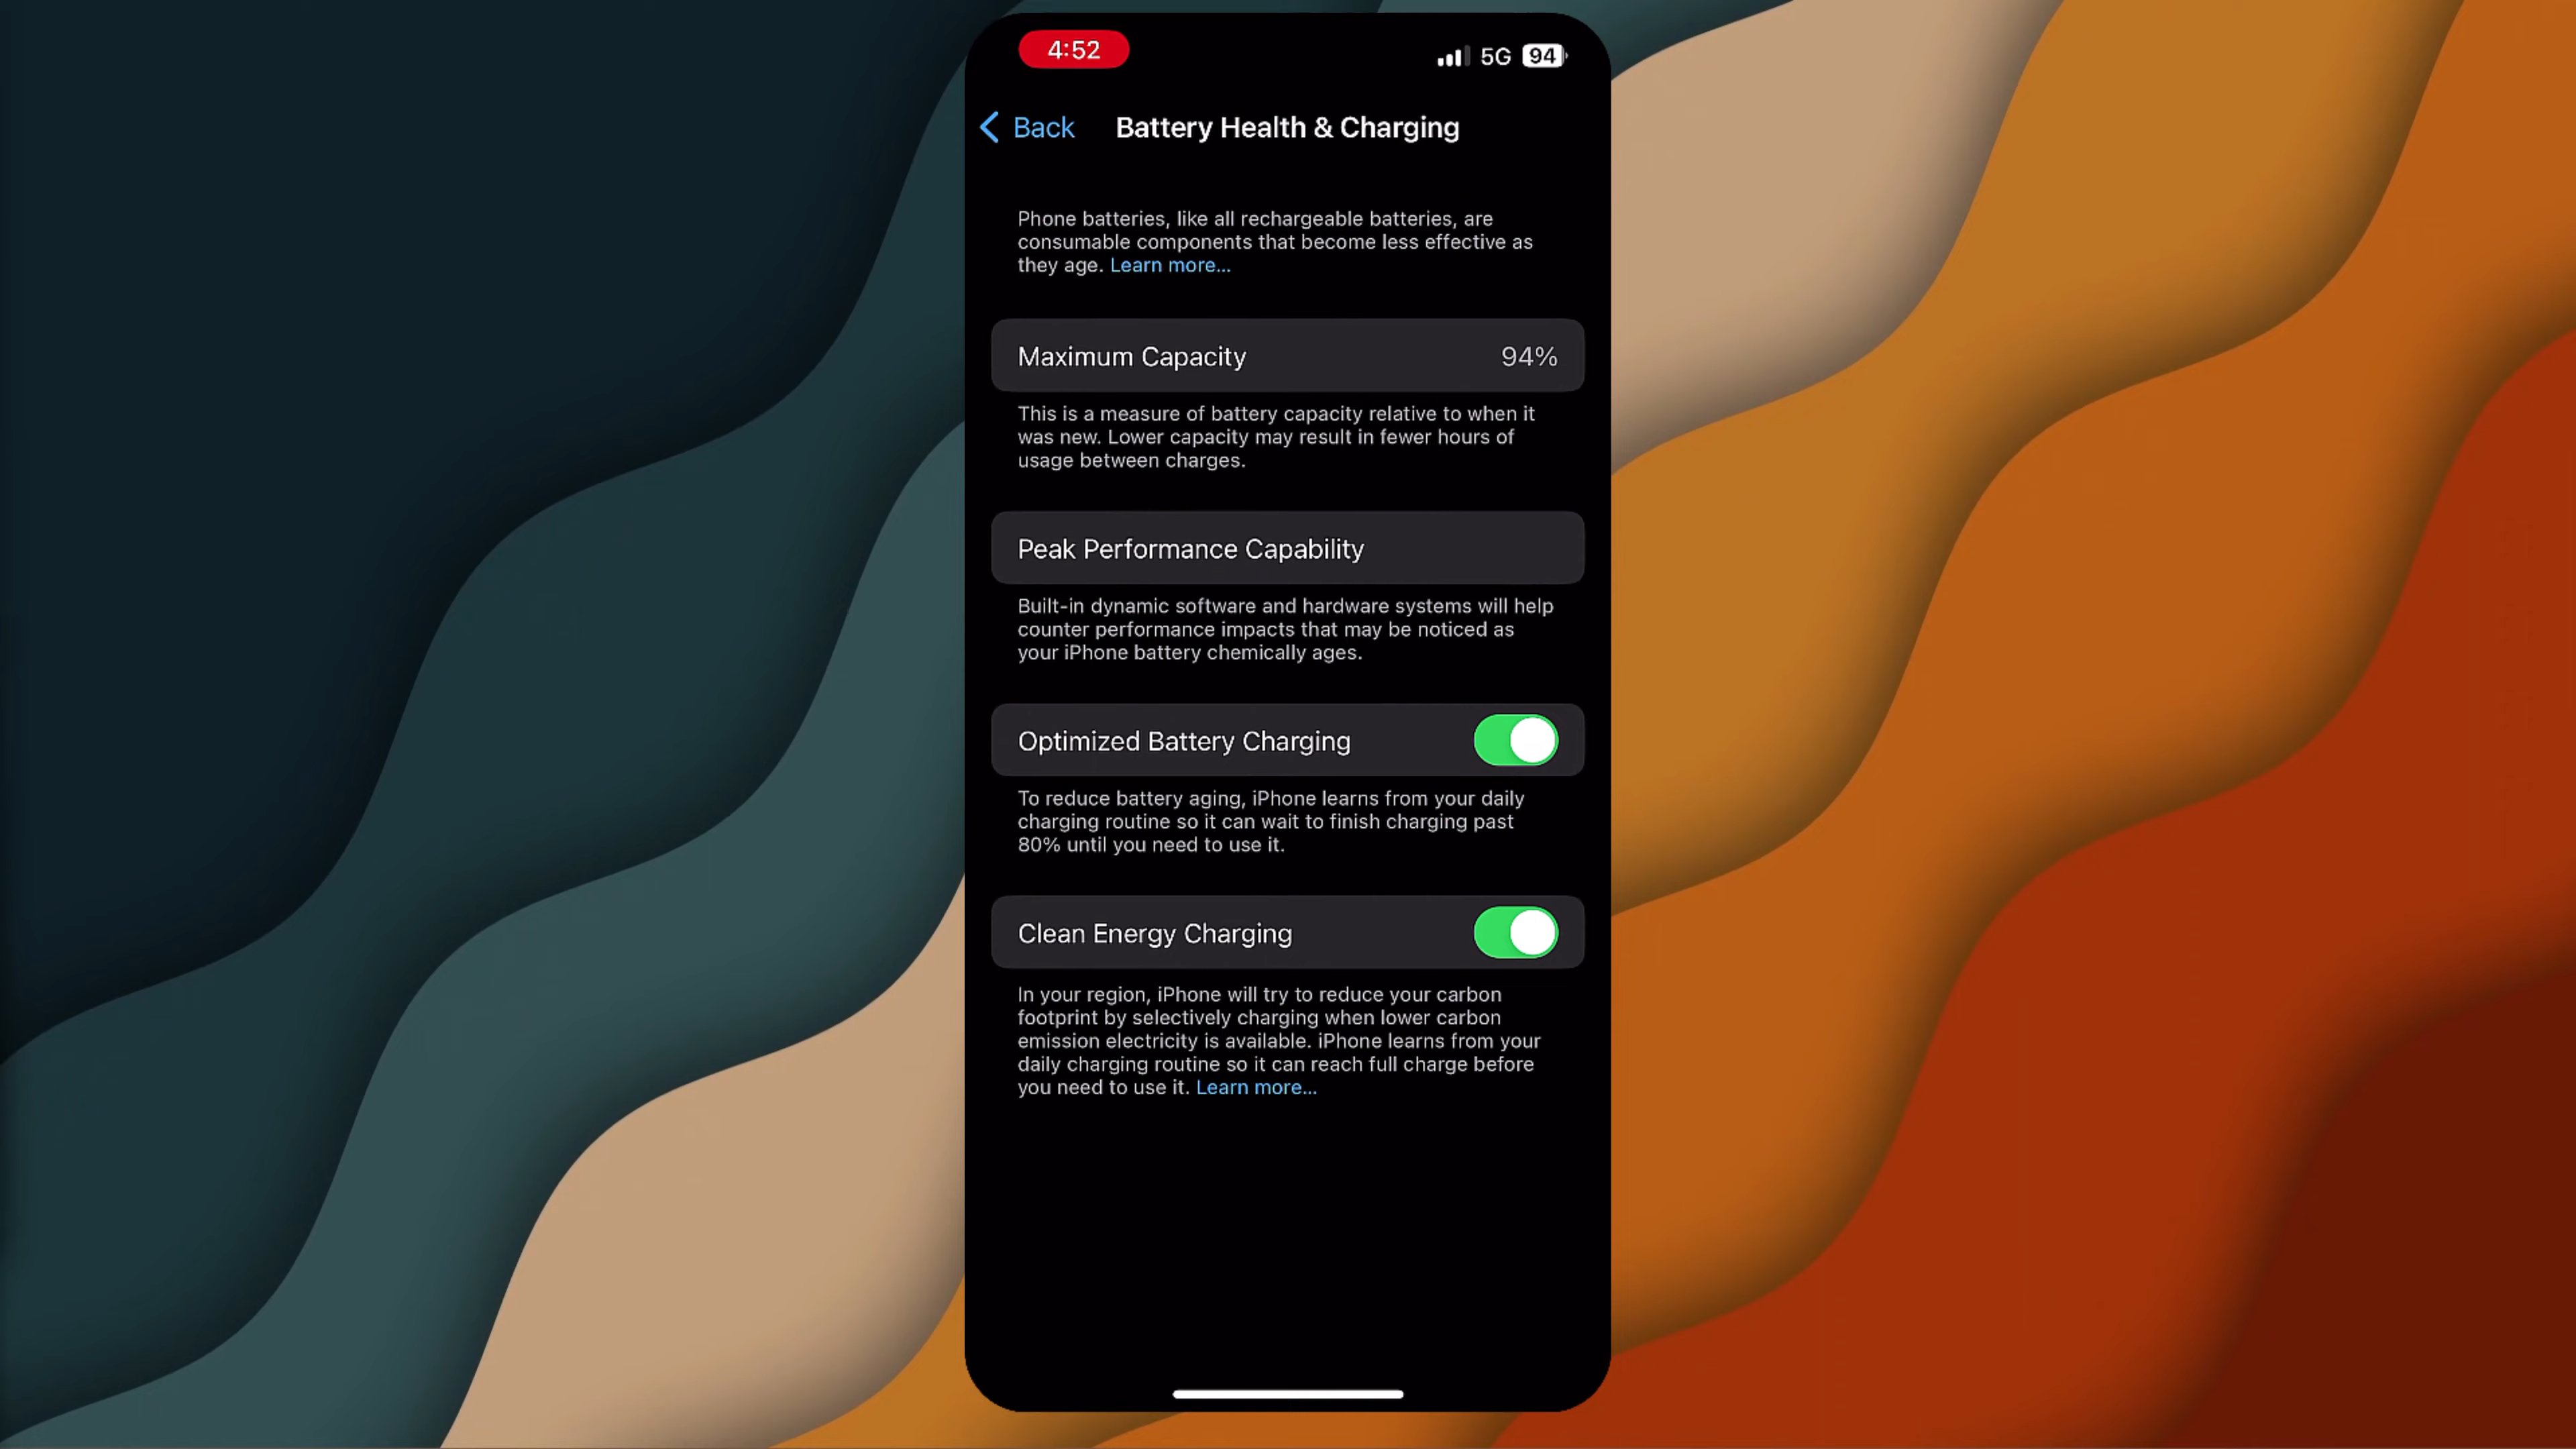 4:52
5G 94
Back
Battery Health & Charging
Phone batteries, like all rechargeable batteries, are
consumable components that become less effective as
they age. Learn more...
Maximum Capacity 94%
This is a measure of battery capacity relative to when it
was new. Lower capacity may result in fewer hours of
usage between charges.
Peak Performance Capability
Built-in dynamic software and hardware systems will help
counter performance impacts that may be noticed as
your iPhone battery chemically ages.
Optimized Battery Charging
To reduce battery aging, iPhone learns from your daily
charging routine so it can wait to finish charging past
80% until you need to use it.
Clean Energy Charging
In your region, iPhone will try to reduce your carbon
footprint by selectively charging when lower carbon
emission electricity is available. iPhone learns from your
daily charging routine so it can reach full charge before
you need to use it. Learn more...